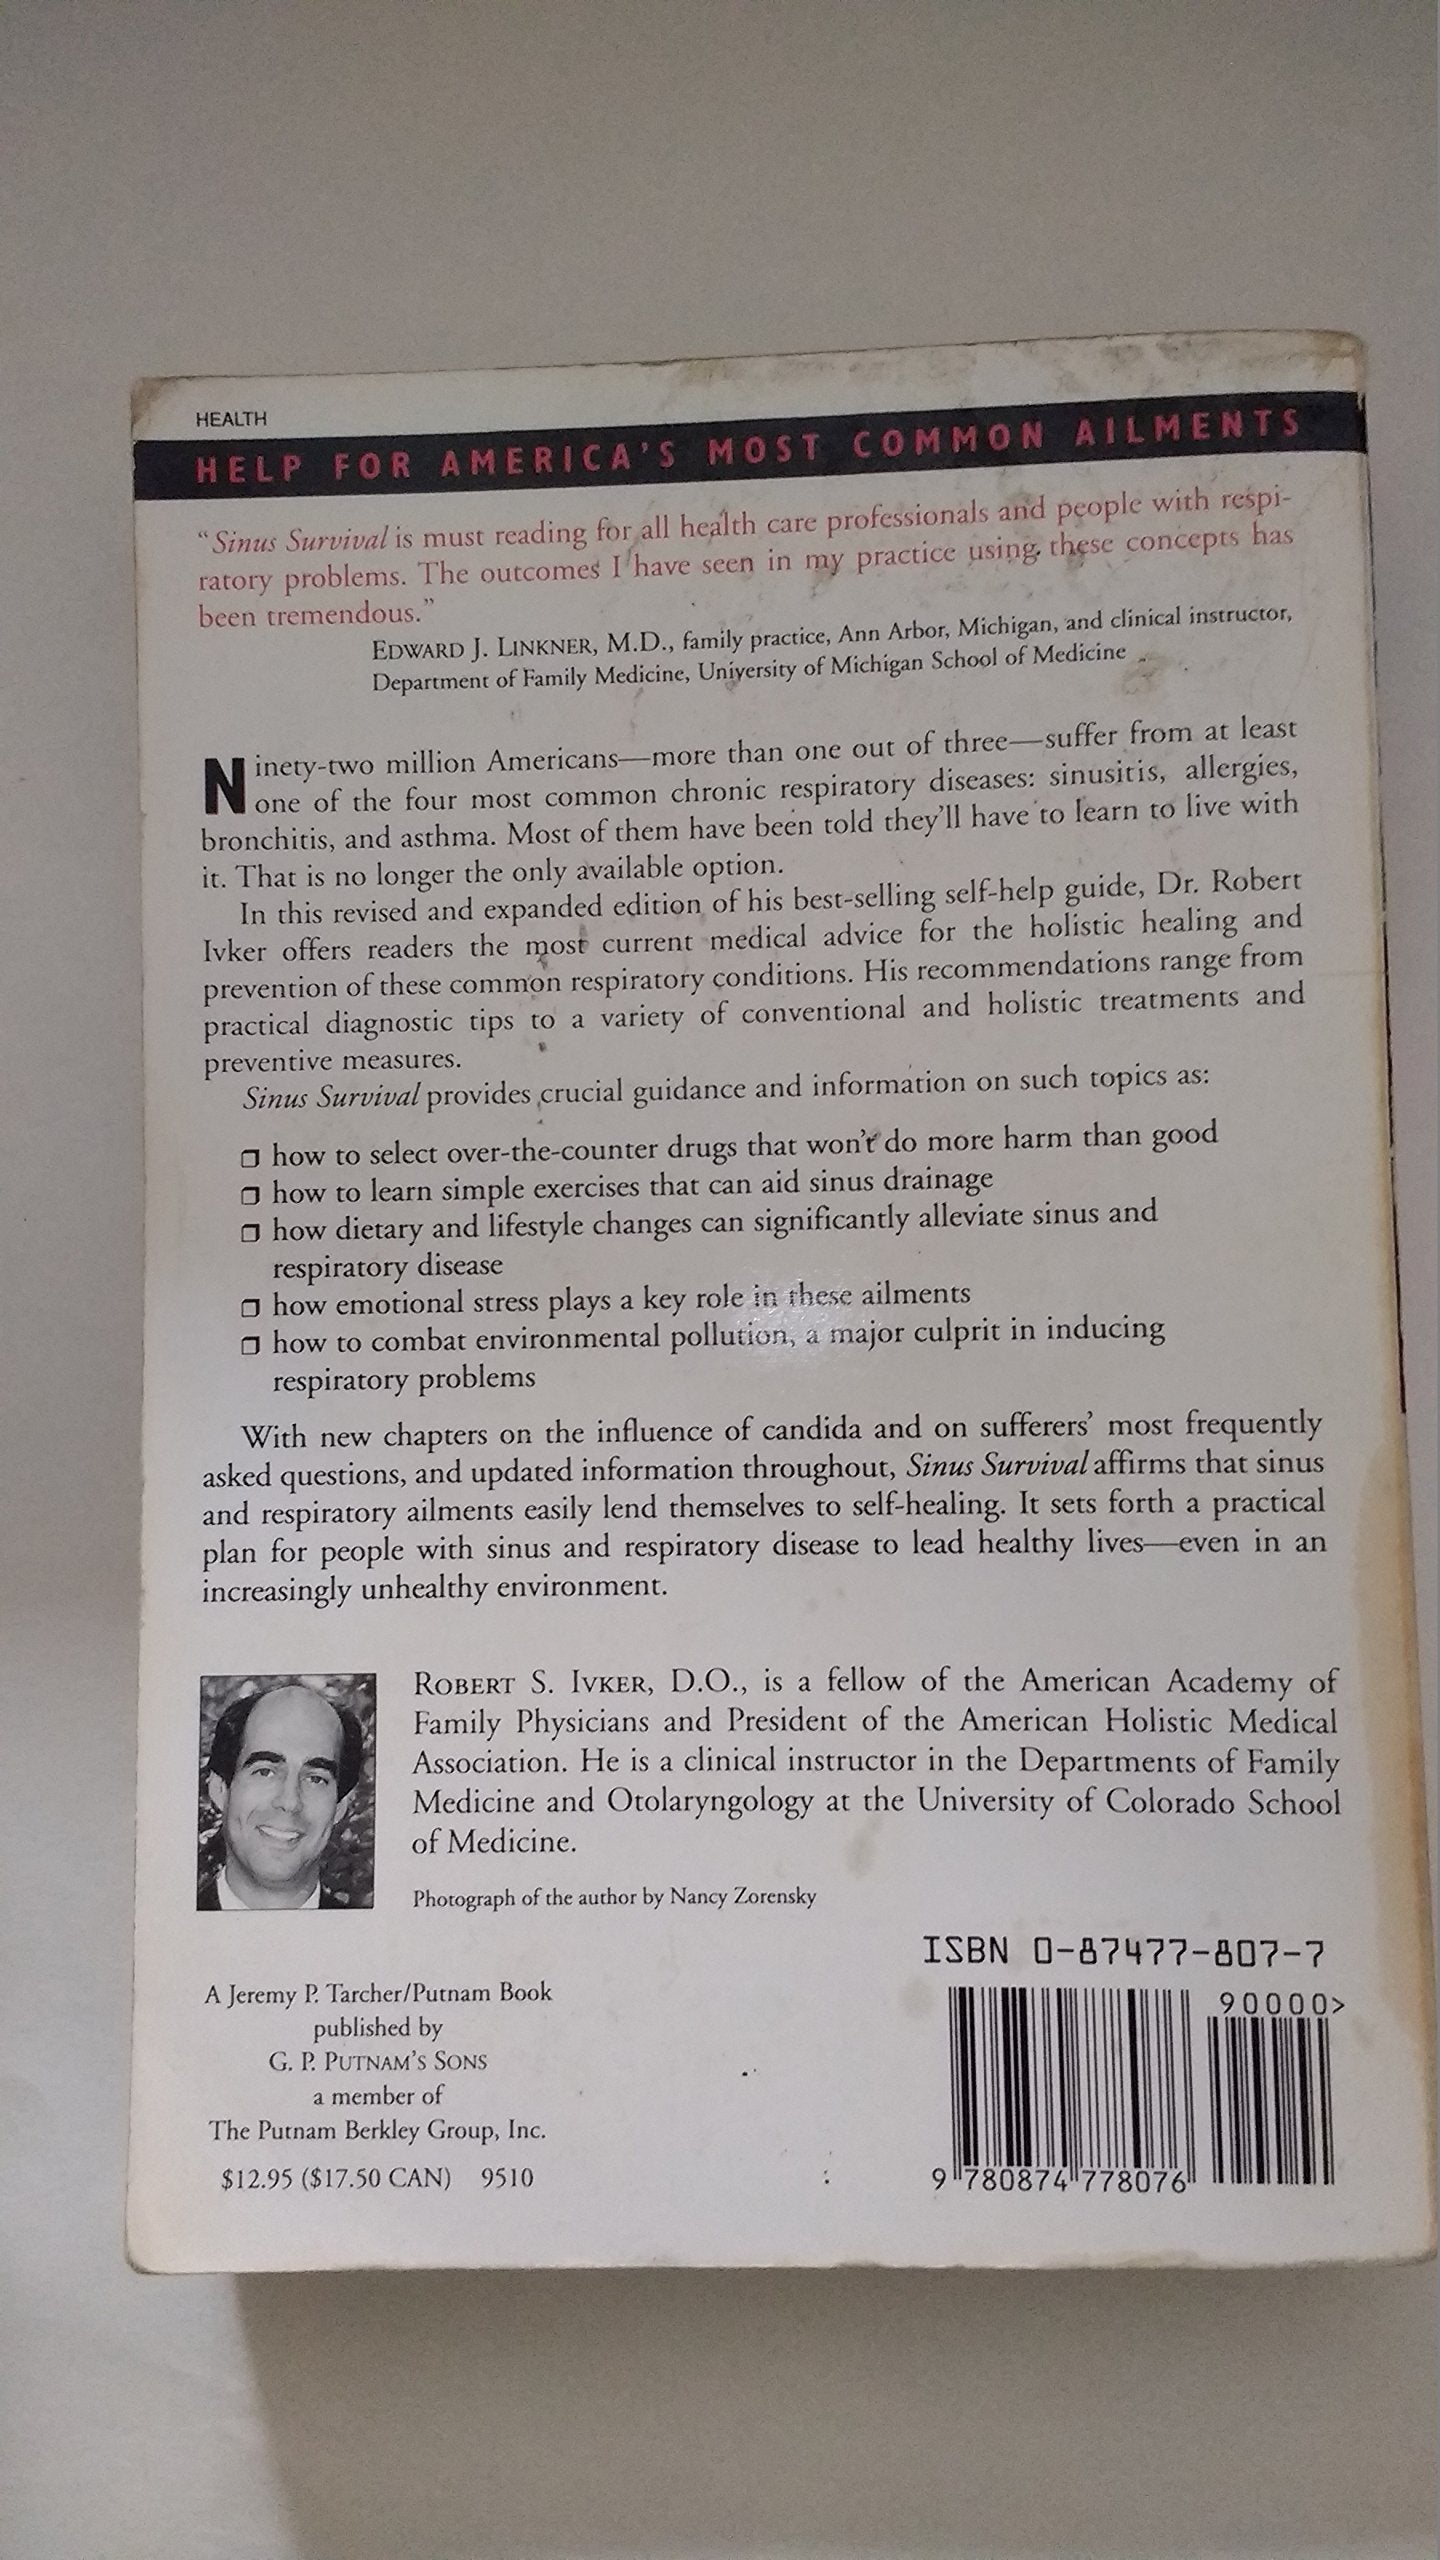 HEALTH
HELP FOR AMERICA'S MOST COMMON AILMENTS
“Sinus Survival is must reading for all health care professionals and people with respi-
ratory problems. The outcomes I have seen in my practice using these concepts has
been tremendous.”
EDWARD J. LINKNER, M.D., family practice, Ann Arbor, Michigan, and clinical instructor,
Department of Family Medicine, University of Michigan School of Medicine
Ninety-two million Americans—more than one out of three—suffer from at least
one of the four most common chronic respiratory diseases: sinusitis, allergies,
bronchitis, and asthma. Most of them have been told they'll have to learn to live with
it. That is no longer the only available option.
In this revised and expanded edition of his best-selling self-help guide, Dr. Robert
Ivker offers readers the most current medical advice for the holistic healing and
prevention of these common respiratory conditions. His recommendations range from
practical diagnostic tips to a variety of conventional and holistic treatments and
preventive measures.
Sinus Survival provides crucial guidance and information on such topics as:
❒ how to select over-the-counter drugs that won't do more harm than good
❒ how to learn simple exercises that can aid sinus drainage
❒ how dietary and lifestyle changes can significantly alleviate sinus and
respiratory disease
❒ how emotional stress plays a key role in these ailments
❒ how to combat environmental pollution, a major culprit in inducing
respiratory problems
With new chapters on the influence of candida and on sufferers' most frequently
asked questions, and updated information throughout, Sinus Survival affirms that sinus
and respiratory ailments easily lend themselves to self-healing. It sets forth a practical
plan for people with sinus and respiratory disease to lead healthy lives—even in an
increasingly unhealthy environment.
ROBERT S. IVKER, D.O., is a fellow of the American Academy of
Family Physicians and President of the American Holistic Medical
Association. He is a clinical instructor in the Departments of Family
Medicine and Otolaryngology at the University of Colorado School
of Medicine.
Photograph of the author by Nancy Zorensky
A Jeremy P. Tarcher/Putnam Book
published by
G. P. PUTNAM'S SONS
a member of
The Putnam Berkley Group, Inc.
$12.95 ($17.50 CAN) 9510
ISBN 0-87477-807-7
90000>
9 780874 778076